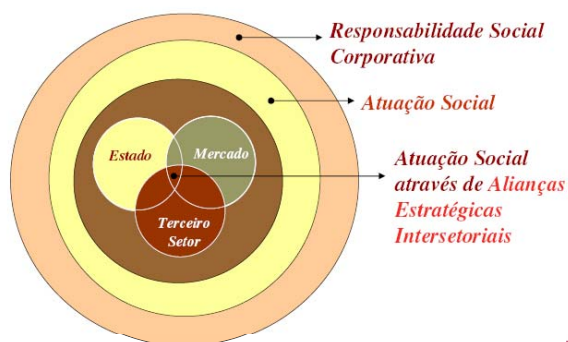 Responsabilidade Social
Corporativa
Atuação Social
Estado
Mercado
Terceiro
Setor
Atuação Social
através de Alianças
Estratégicas
Intersetoriais